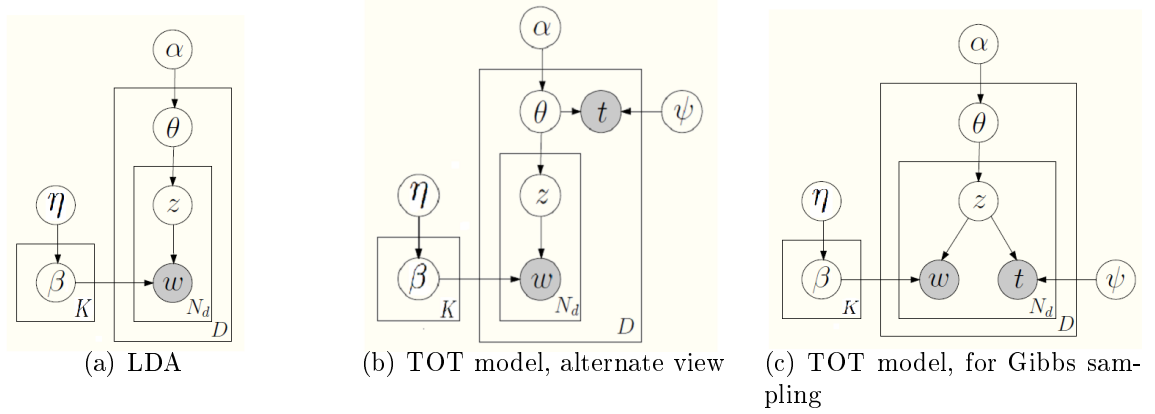 α
θ
z
η
β
w
K
N_d
D
(a) LDA
α
θ
t
ψ
z
η
β
w
K
N_d
D
(b) TOT model, alternate view
α
θ
z
η
β
w
t
ψ
K
N_d
D
(c) TOT model, for Gibbs sam-
pling